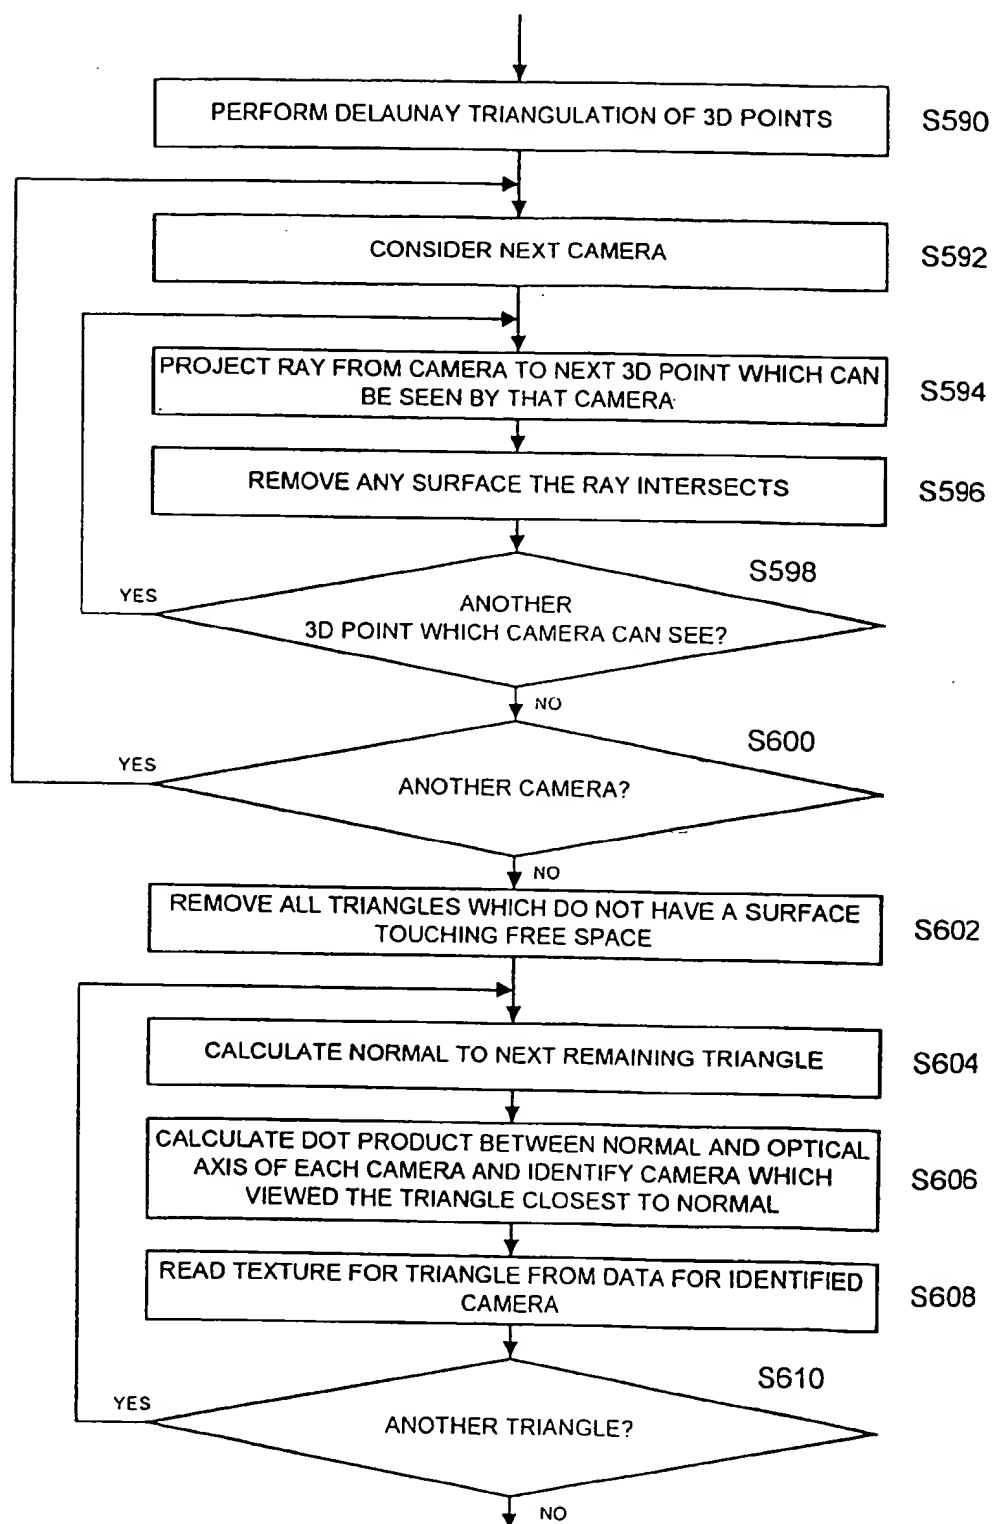 PERFORM DELAUNAY TRIANGULATION OF 3D POINTS
S590
CONSIDER NEXT CAMERA
S592
PROJECT RAY FROM CAMERA TO NEXT 3D POINT WHICH CAN
BE SEEN BY THAT CAMERA
S594
REMOVE ANY SURFACE THE RAY INTERSECTS
S596
S598
YES
ANOTHER
3D POINT WHICH CAMERA CAN SEE?
NO
S600
YES
ANOTHER CAMERA?
NO
REMOVE ALL TRIANGLES WHICH DO NOT HAVE A SURFACE
TOUCHING FREE SPACE
S602
CALCULATE NORMAL TO NEXT REMAINING TRIANGLE
S604
CALCULATE DOT PRODUCT BETWEEN NORMAL AND OPTICAL
AXIS OF EACH CAMERA AND IDENTIFY CAMERA WHICH
VIEWED THE TRIANGLE CLOSEST TO NORMAL
S606
READ TEXTURE FOR TRIANGLE FROM DATA FOR IDENTIFIED
CAMERA
S608
S610
YES
ANOTHER TRIANGLE?
NO